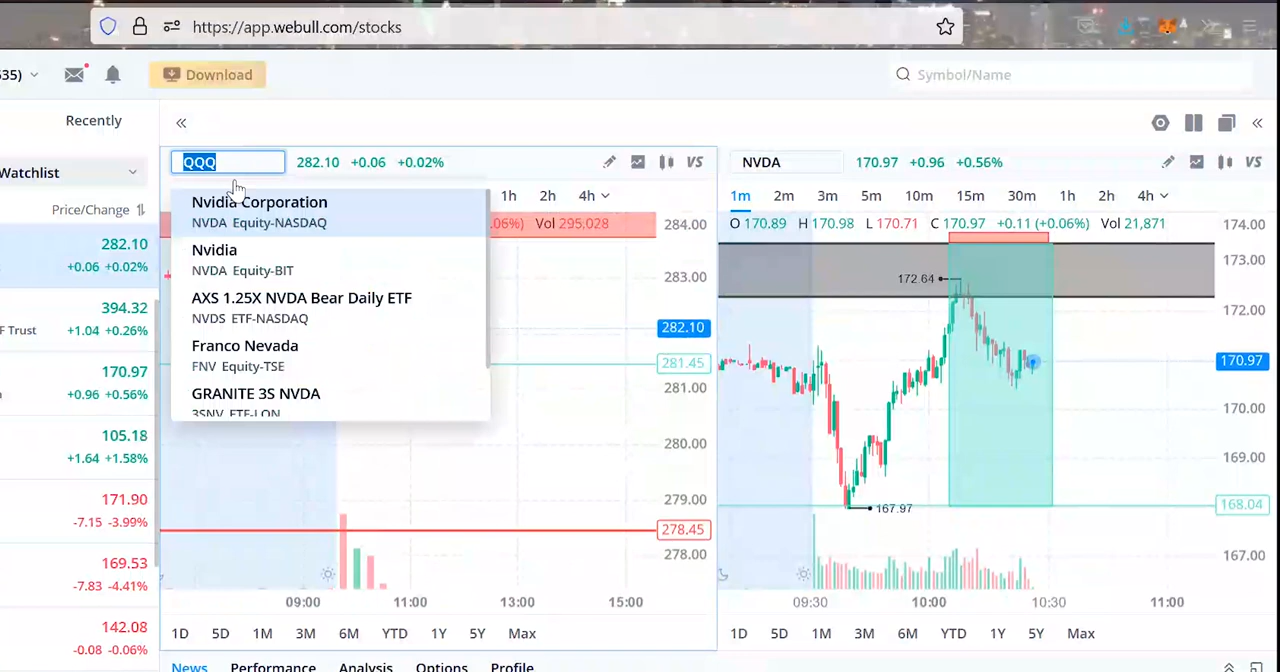 https://app.webull.com/stocks
535)
Download
Symbol/Name
Recently
QQQ 282.10 +0.06 +0.02% VS
NVDA 170.97 +0.96 +0.56% VS
Watchlist
1h 2h 4h
1m 2m 3m 5m 10m 15m 30m 1h 2h 4h
Price/Change
Nvidia Corporation
NVDA Equity-NASDAQ
Nvidia
NVDA Equity-BIT
AXS 1.25X NVDA Bear Daily ETF
NVDS ETF-NASDAQ
Franco Nevada
FNV Equity-TSE
GRANITE 3S NVDA
3SNV ETF-LON
.06%) Vol 295,028
O 170.89 H 170.98 L 170.71 C 170.97 +0.11 (+0.06%) Vol 21,871
282.10
+0.06 +0.02%
394.32
F Trust +1.04 +0.26%
170.97
+0.96 +0.56%
105.18
+1.64 +1.58%
171.90
-7.15 -3.99%
169.53
-7.83 -4.41%
142.08
-0.08 -0.06%
284.00
283.00
282.10
281.45
281.00
280.00
279.00
278.45
278.00
09:00 11:00 13:00 15:00
172.64
167.97
174.00
173.00
172.00
170.97
170.00
169.00
168.04
167.00
09:30 10:00 10:30 11:00
1D 5D 1M 3M 6M YTD 1Y 5Y Max
1D 5D 1M 3M 6M YTD 1Y 5Y Max
News Performance Analysis Options Profile